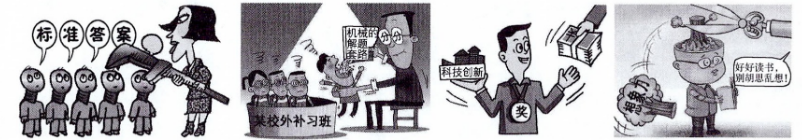 标准答案
机械的
解题
套路
某校外补习班
科技创新
奖
好好读书，
别胡思乱想！